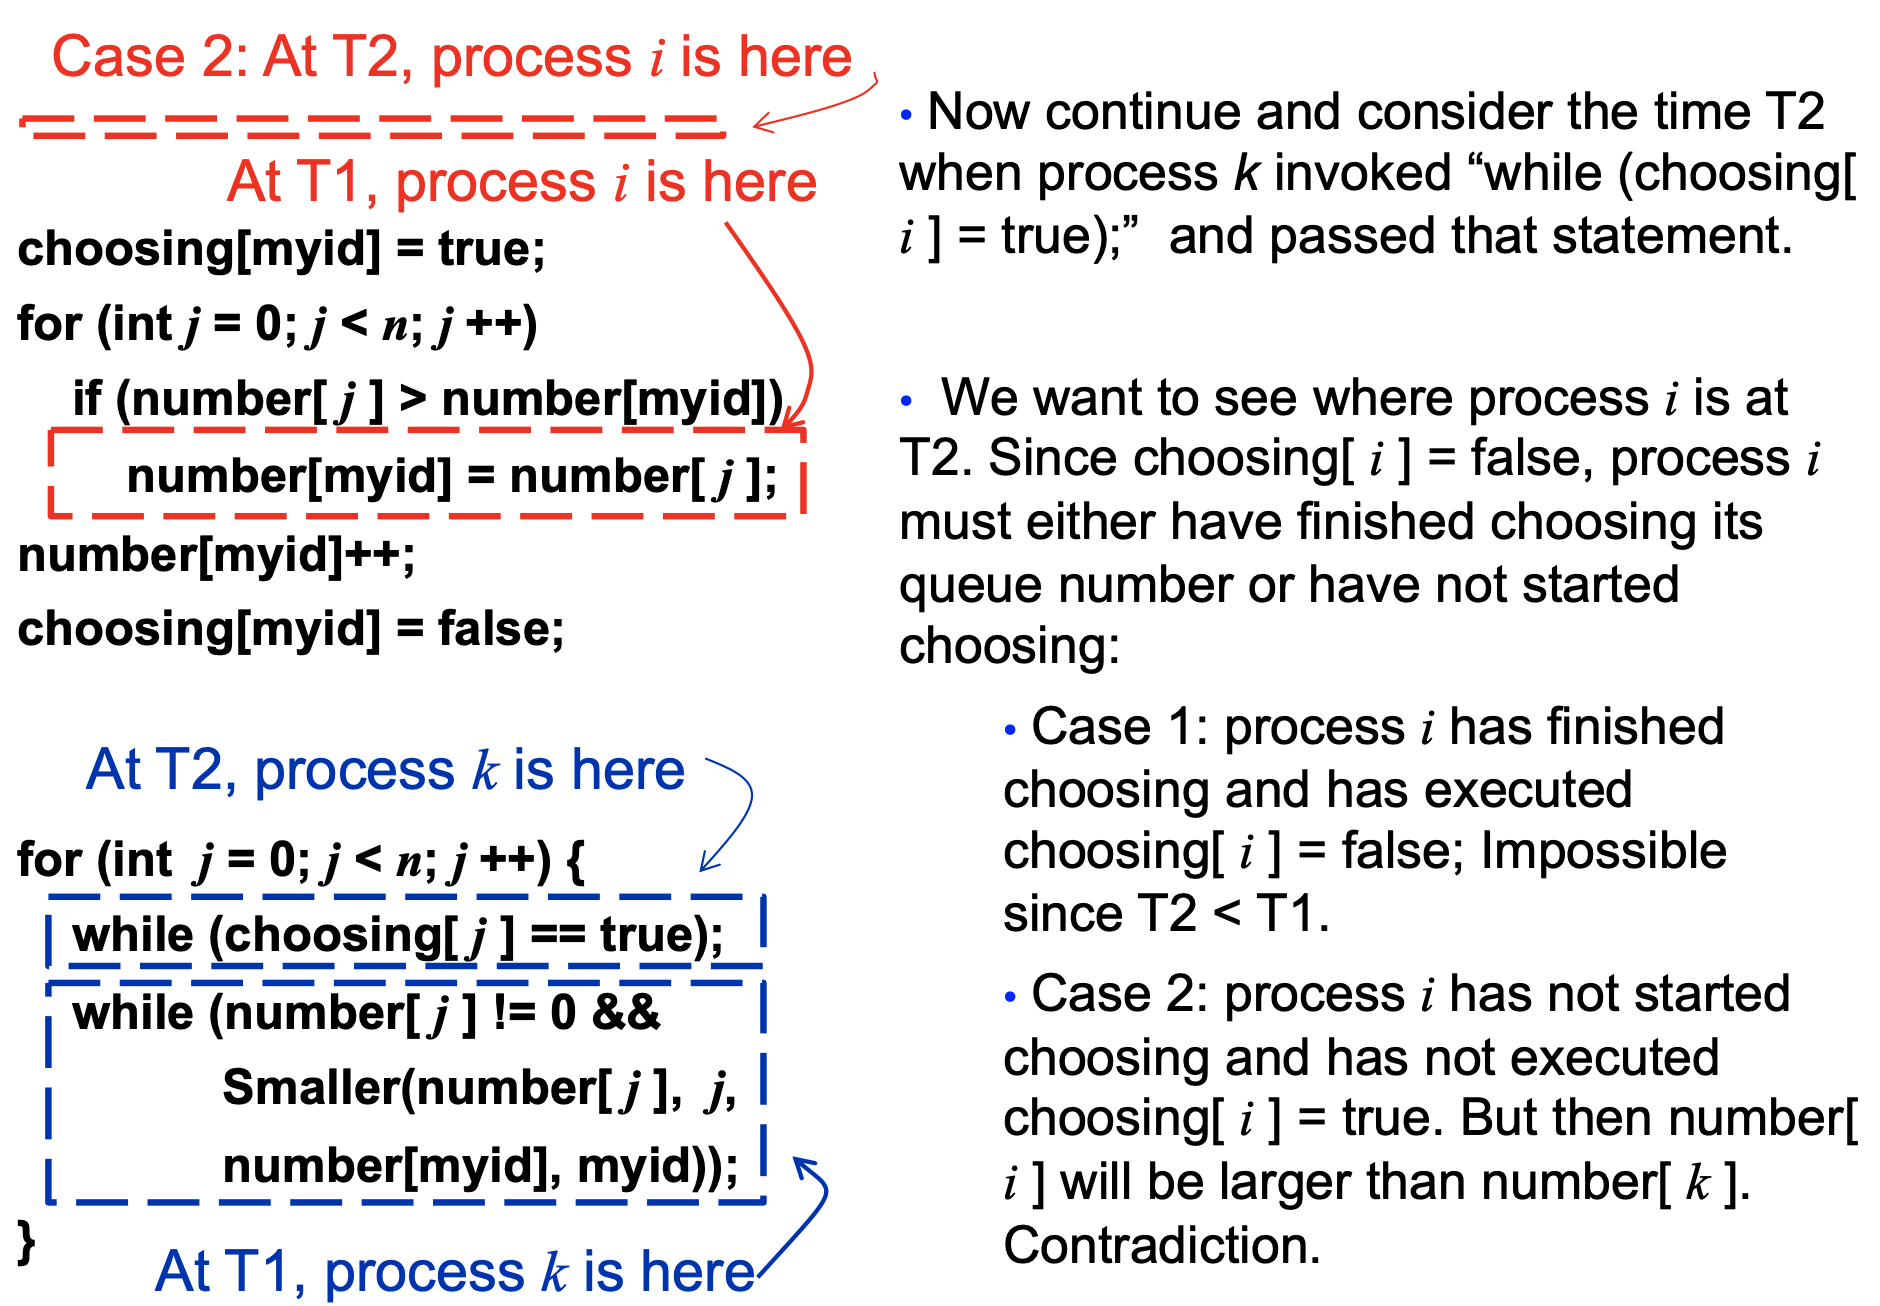 Case 2: At T2, process i is here
At T1, process i is here
choosing[myid] = true;
for (int j = 0; j < n; j ++)
if (number[ j ] > number[myid])
number[myid] = number[ j ];
number[myid]++;
choosing[myid] = false;
At T2, process k is here
for (int j = 0; j < n; j ++) {
while (choosing[ j ] == true);
while (number[ j ] != 0 &&
Smaller(number[ j ], j,
number[myid], myid));
}
At T1, process k is here
• Now continue and consider the time T2
when process k invoked “while (choosing[
i ] = true);” and passed that statement.
• We want to see where process i is at
T2. Since choosing[ i ] = false, process i
must either have finished choosing its
queue number or have not started
choosing:
• Case 1: process i has finished
choosing and has executed
choosing[ i ] = false; Impossible
since T2 < T1.
• Case 2: process i has not started
choosing and has not executed
choosing[ i ] = true. But then number[
i ] will be larger than number[ k ].
Contradiction.